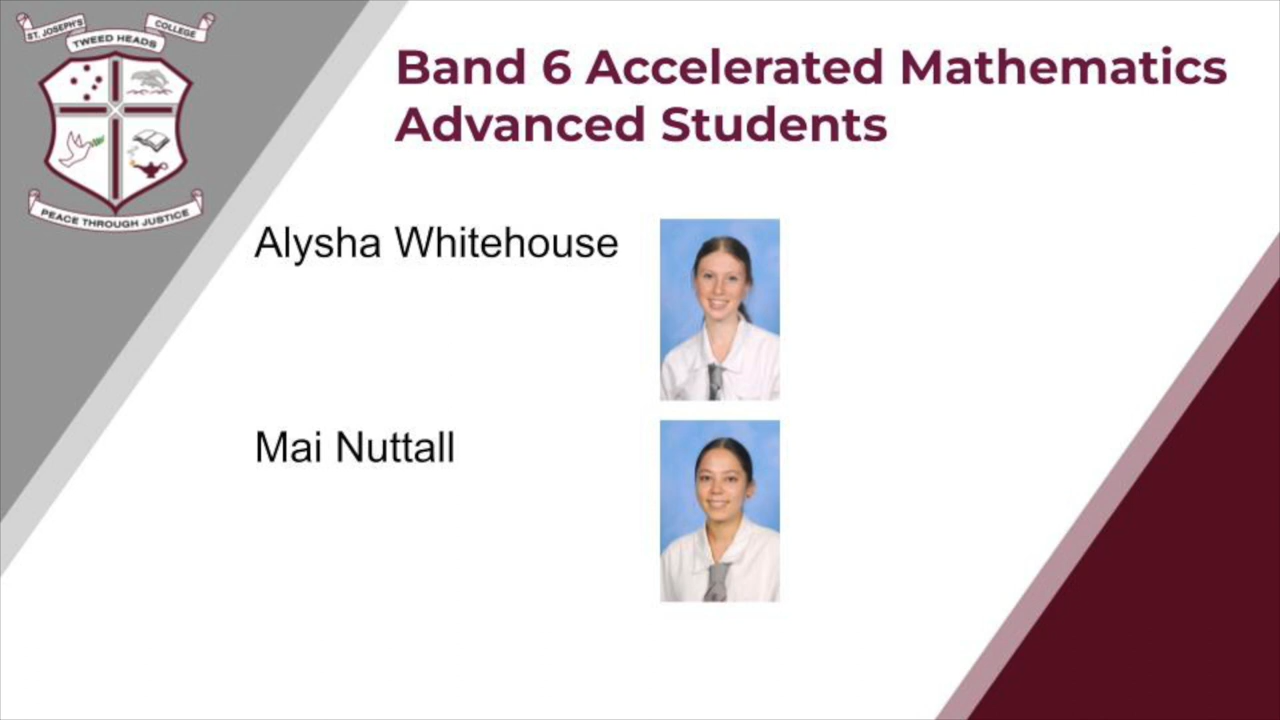 ST. JOSEPH'S
COLLEGE
TWEED HEADS
PEACE THROUGH JUSTICE
Band 6 Accelerated Mathematics
Advanced Students
Alysha Whitehouse
Mai Nuttall